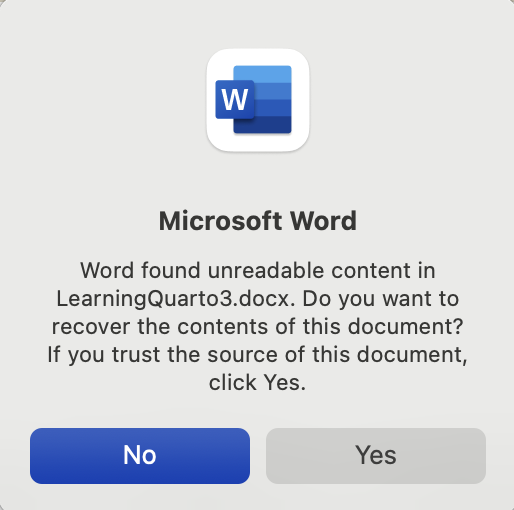 W
Microsoft Word
Word found unreadable content in
LearningQuarto3.docx. Do you want to
recover the contents of this document?
If you trust the source of this document,
click Yes.
No
Yes